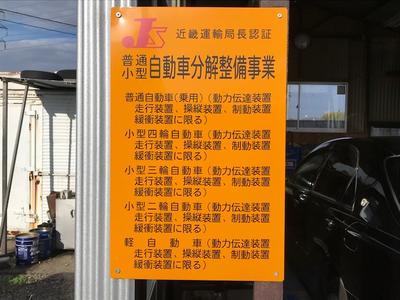 JS 近畿運輸局長認証
普通
小型 自動車分解整備事業
普通自動車(乗用)(動力伝達装置
走行装置、操縦装置、制動装置
緩衝装置に限る)
小型四輪自動車(動力伝達装置
走行装置、操縦装置、制動装置
緩衝装置に限る)
小型三輪自動車(動力伝達装置
走行装置、操縦装置、制動装置
緩衝装置に限る)
小型二輪自動車(動力伝達装置
走行装置、操縦装置、制動装置
緩衝装置に限る)
軽自動車(動力伝達装置
走行装置、操縦装置、制動装置
緩衝装置に限る)